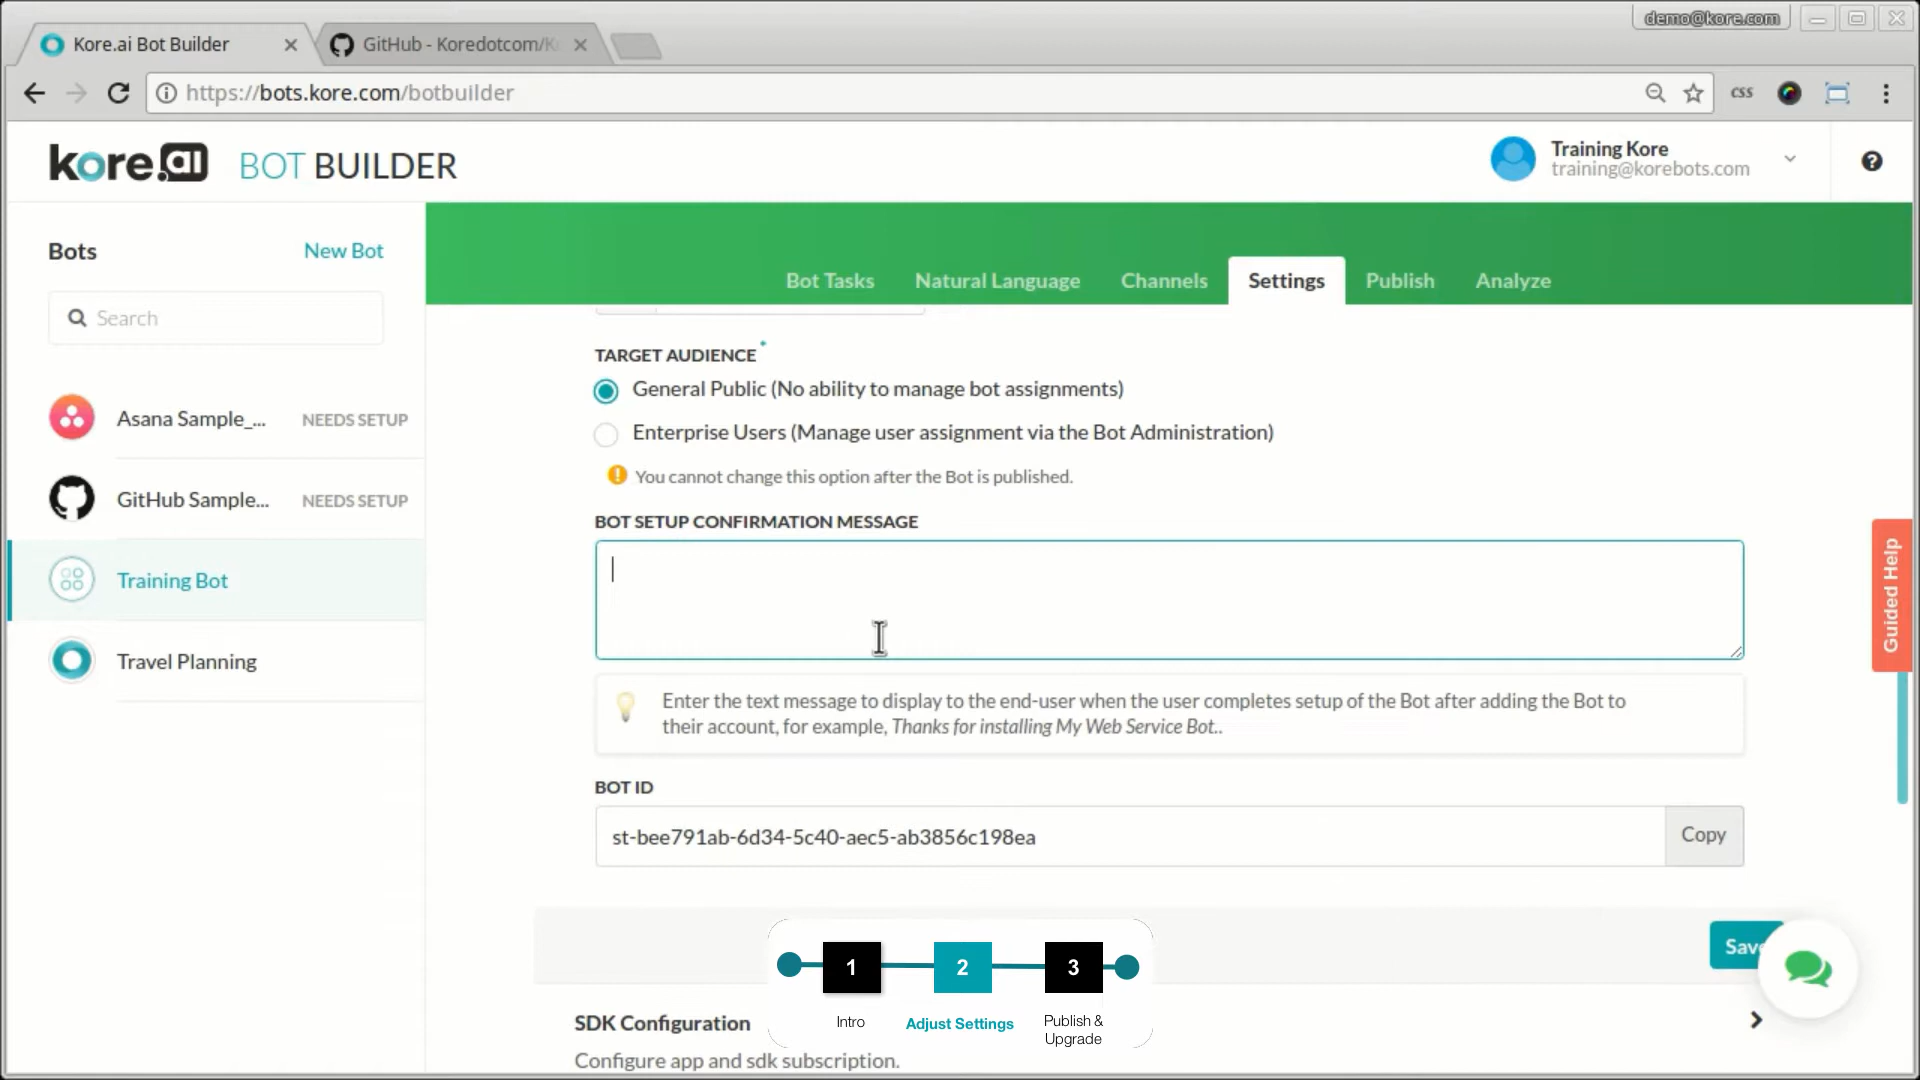 demo@kore.com
Kore.ai Bot Builder
GitHub - Koredotcom/K
https://bots.kore.com/botbuilder
css
kore.ai BOT BUILDER
Training Kore
training@korebots.com
?
Bots
New Bot
Search
Asana Sample_... NEEDS SETUP
GitHub Sample... NEEDS SETUP
Training Bot
Travel Planning
Bot Tasks
Natural Language
Channels
Settings
Publish
Analyze
TARGET AUDIENCE *
General Public (No ability to manage bot assignments)
Enterprise Users (Manage user assignment via the Bot Administration)
You cannot change this option after the Bot is published.
BOT SETUP CONFIRMATION MESSAGE
Enter the text message to display to the end-user when the user completes setup of the Bot after adding the Bot to
their account, for example, Thanks for installing My Web Service Bot..
BOT ID
st-bee791ab-6d34-5c40-aec5-ab3856c198ea
Copy
Save
Guided Help
1
2
3
Intro
Adjust Settings
Publish &
Upgrade
SDK Configuration
Configure app and sdk subscription.